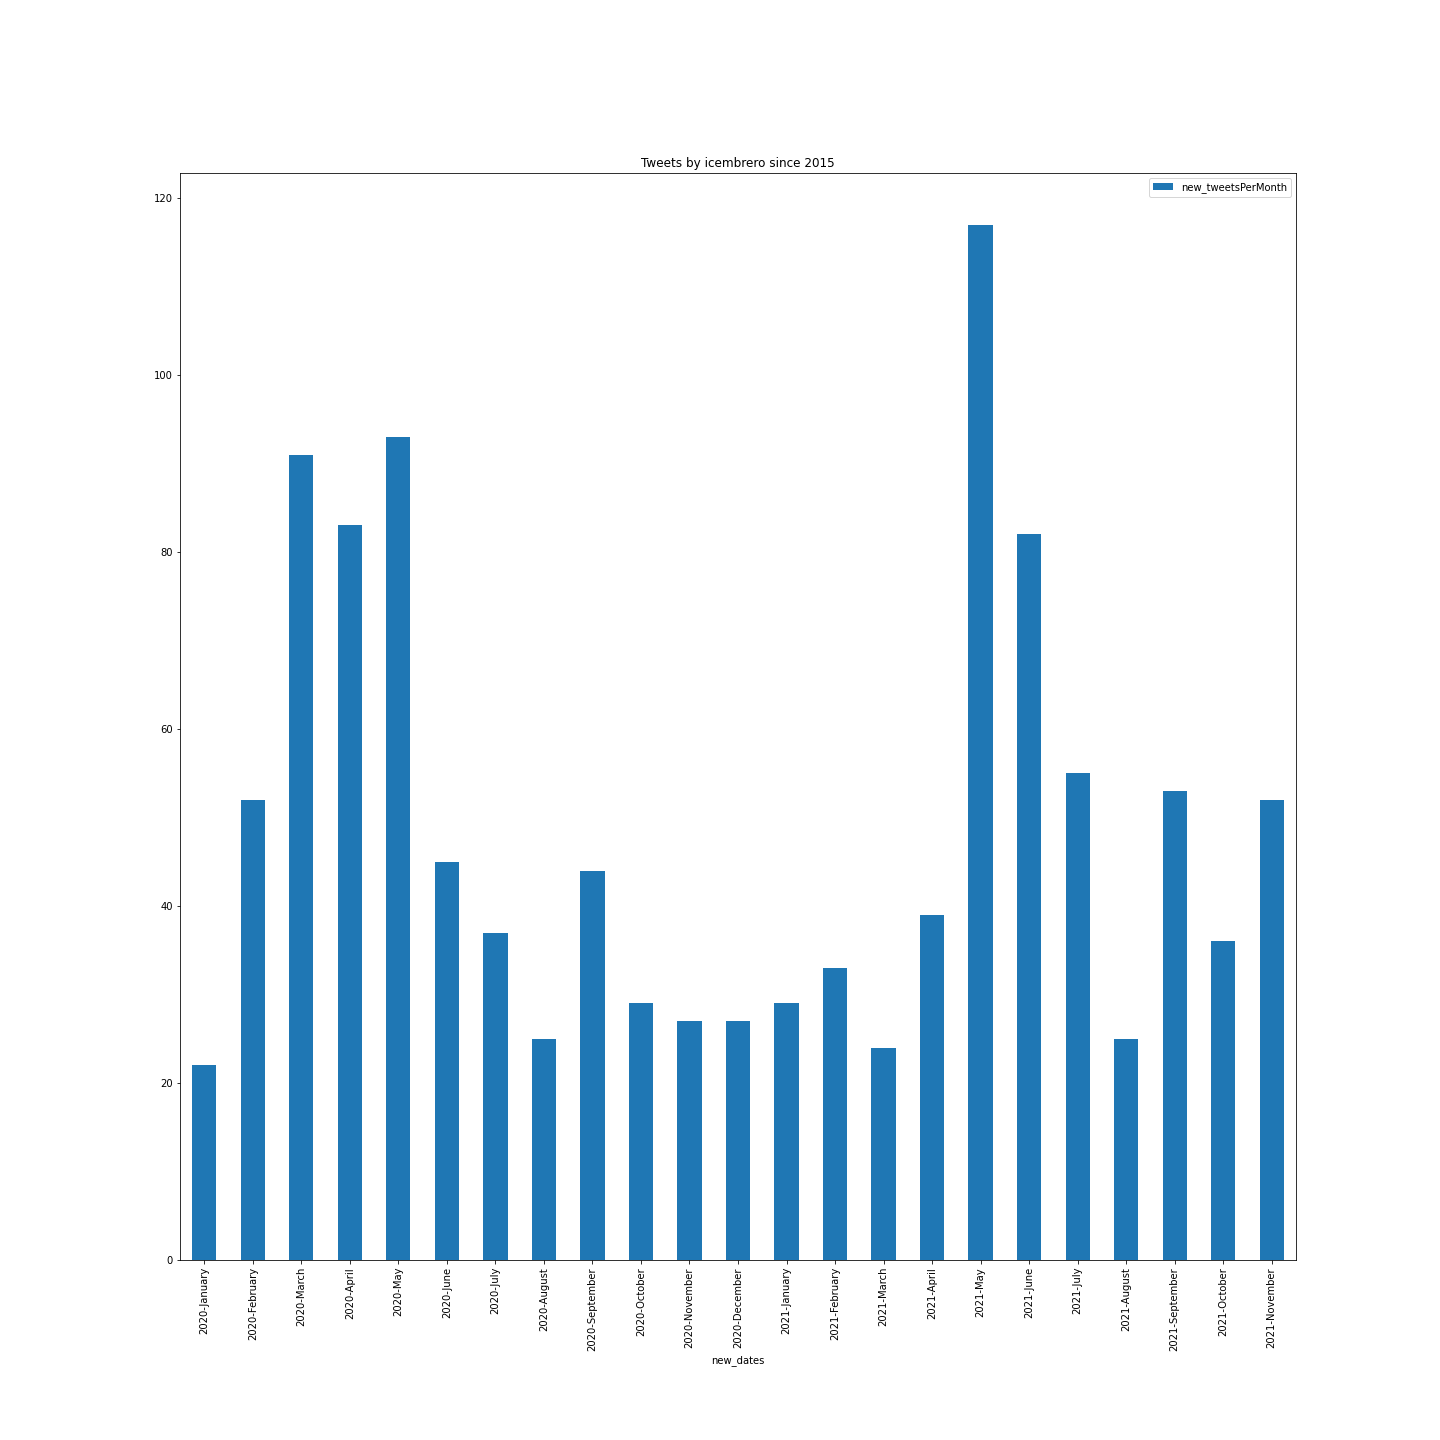 Tweets by icembrero since 2015
new_tweetsPerMonth
120
100
80
60
40
20
0
2020-January
2020-February
2020-March
2020-April
2020-May
2020-June
2020-July
2020-August
2020-September
2020-October
2020-November
2020-December
2021-January
2021-February
2021-March
2021-April
2021-May
2021-June
2021-July
2021-August
2021-September
2021-October
2021-November
new_dates